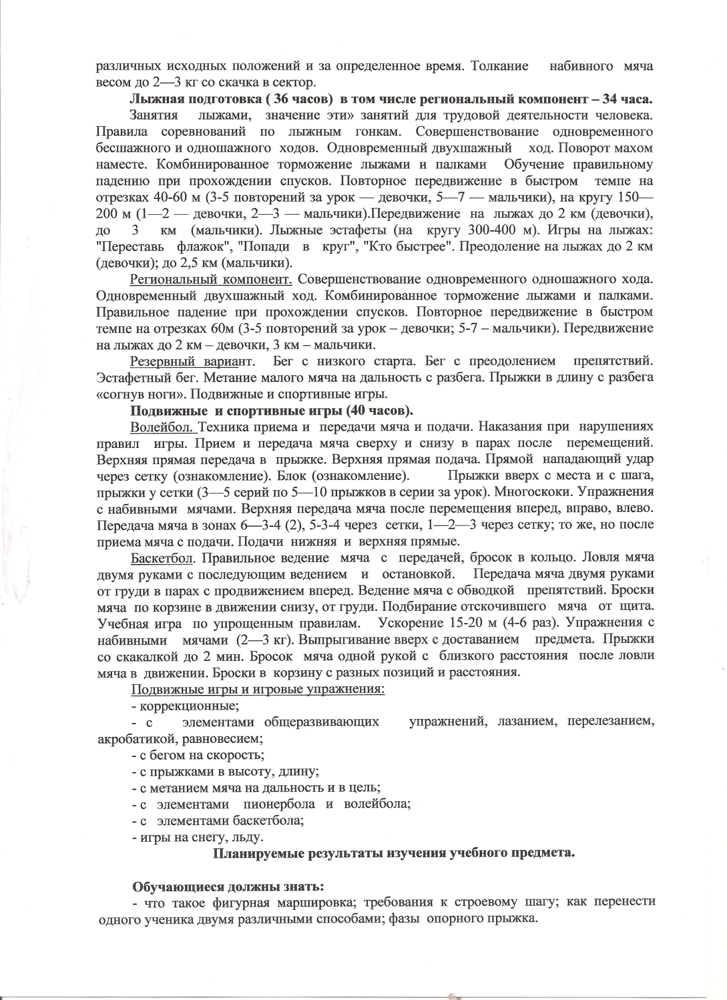 различных исходных положений и за определенное время. Толкание набивного мяча
весом до 2—3 кг со скачка в сектор.
Лыжная подготовка ( 36 часов) в том числе региональный компонент – 34 часа.
Занятия лыжами, значение эти» занятий для трудовой деятельности человека.
Правила соревнований по лыжным гонкам. Совершенствование одновременного
бесшажного и одношажного ходов. Одновременный двухшажный ход. Поворот махом
наместе. Комбинированное торможение лыжами и палками Обучение правильному
падению при прохождении спусков. Повторное передвижение в быстром темпе на
отрезках 40-60 м (3-5 повторений за урок — девочки, 5—7 — мальчики), на кругу 150—
200 м (1—2 — девочки, 2—3 — мальчики).Передвижение на лыжах до 2 км (девочки),
до 3 км (мальчики). Лыжные эстафеты (на кругу 300-400 м). Игры на лыжах:
"Переставь флажок", "Попади в круг", "Кто быстрее". Преодоление на лыжах до 2 км
(девочки); до 2,5 км (мальчики).
Региональный компонент. Совершенствование одновременного одношажного хода.
Одновременный двухшажный ход. Комбинированное торможение лыжами и палками.
Правильное падение при прохождении спусков. Повторное передвижение в быстром
темпе на отрезках 60м (3-5 повторений за урок – девочки; 5-7 – мальчики). Передвижение
на лыжах до 2 км – девочки, 3 км – мальчики.
Резервный вариант. Бег с низкого старта. Бег с преодолением препятствий.
Эстафетный бег. Метание малого мяча на дальность с разбега. Прыжки в длину с разбега
«согнув ноги». Подвижные и спортивные игры.
Подвижные и спортивные игры (40 часов).
Волейбол. Техника приема и передачи мяча и подачи. Наказания при нарушениях
правил игры. Прием и передача мяча сверху и снизу в парах после перемещений.
Верхняя прямая передача в прыжке. Верхняя прямая подача. Прямой нападающий удар
через сетку (ознакомление). Блок (ознакомление). Прыжки вверх с места и с шага,
прыжки у сетки (3—5 серий по 5—10 прыжков в серии за урок). Многоскоки. Упражнения
с набивными мячами. Верхняя передача мяча после перемещения вперед, вправо, влево.
Передача мяча в зонах 6—3-4 (2), 5-3-4 через сетки, 1—2—3 через сетку; то же, но после
приема мяча с подачи. Подачи нижняя и верхняя прямые.
Баскетбол. Правильное ведение мяча с передачей, бросок в кольцо. Ловля мяча
двумя руками с последующим ведением и остановкой. Передача мяча двумя руками
от груди в парах с продвижением вперед. Ведение мяча с обводкой препятствий. Броски
мяча по корзине в движении снизу, от груди. Подбирание отскочившего мяча от щита.
Учебная игра по упрощенным правилам. Ускорение 15-20 м (4-6 раз). Упражнения с
набивными мячами (2—3 кг). Выпрыгивание вверх с доставанием предмета. Прыжки
со скакалкой до 2 мин. Бросок мяча одной рукой с близкого расстояния после ловли
мяча в движении. Броски в корзину с разных позиций и расстояния.
Подвижные игры и игровые упражнения:
- коррекционные;
- с элементами общеразвивающих упражнений, лазанием, перелезанием,
акробатикой, равновесием;
- с бегом на скорость;
- с прыжками в высоту, длину;
- с метанием мяча на дальность и в цель;
- с элементами пионербола и волейбола;
- с элементами баскетбола;
- игры на снегу, льду.
Планируемые результаты изучения учебного предмета.
Обучающиеся должны знать:
- что такое фигурная маршировка; требования к строевому шагу; как перенести
одного ученика двумя различными способами; фазы опорного прыжка.